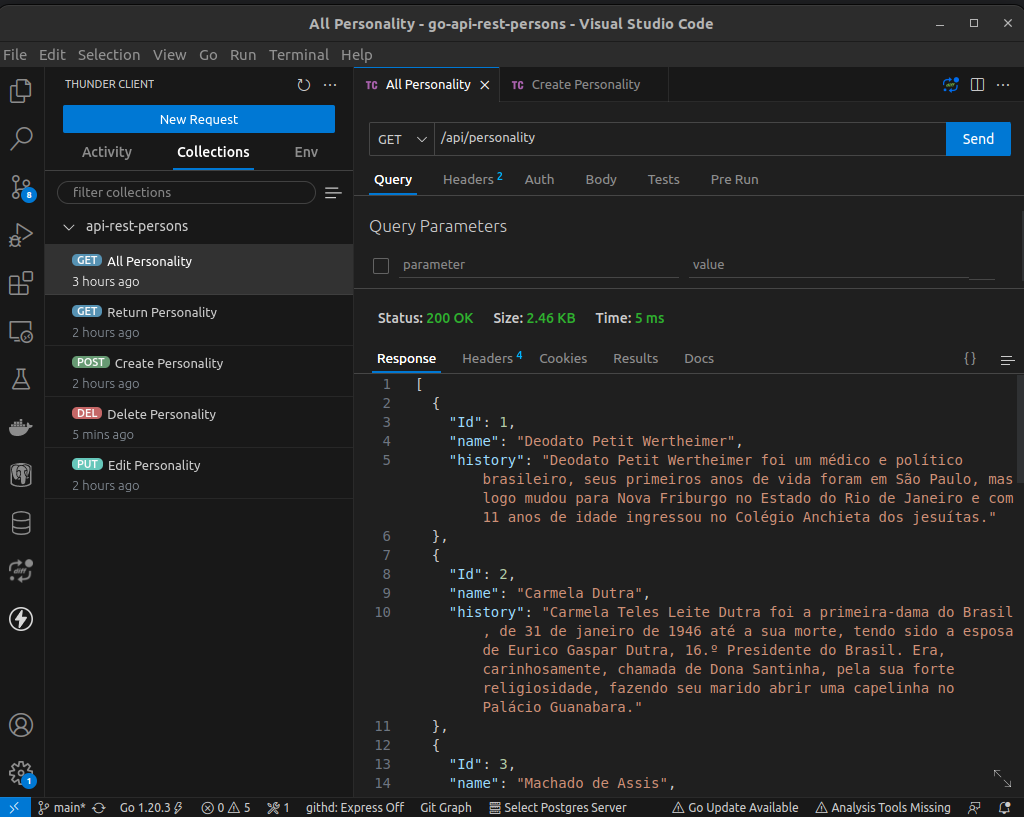 All Personality - go-api-rest-persons - Visual Studio Code
File Edit Selection View Go Run Terminal Help
THUNDER CLIENT
New Request
Activity Collections Env
filter collections
api-rest-persons
GET All Personality
3 hours ago
GET Return Personality
2 hours ago
POST Create Personality
2 hours ago
DEL Delete Personality
5 mins ago
PUT Edit Personality
2 hours ago
8
1
TC All Personality
TC Create Personality
GET /api/personality Send
Query Headers 2 Auth Body Tests Pre Run
Query Parameters
parameter value
Status: 200 OK Size: 2.46 KB Time: 5 ms
Response Headers 4 Cookies Results Docs {}
1 [
2 {
3 "Id": 1,
4 "name": "Deodato Petit Wertheimer",
5 "history": "Deodato Petit Wertheimer foi um médico e político
brasileiro, seus primeiros anos de vida foram em São Paulo, mas
logo mudou para Nova Friburgo no Estado do Rio de Janeiro e com
11 anos de idade ingressou no Colégio Anchieta dos jesuítas."
6 },
7 {
8 "Id": 2,
9 "name": "Carmela Dutra",
10 "history": "Carmela Teles Leite Dutra foi a primeira-dama do Brasil
, de 31 de janeiro de 1946 até a sua morte, tendo sido a esposa
de Eurico Gaspar Dutra, 16.º Presidente do Brasil. Era,
carinhosamente, chamada de Dona Santinha, pela sua forte
religiosidade, fazendo seu marido abrir uma capelinha no
Palácio Guanabara."
11 },
12 {
13 "Id": 3,
14 "name": "Machado de Assis",
main* Go 1.20.3 0 5 1 githd: Express Off Git Graph Select Postgres Server Go Update Available Analysis Tools Missing